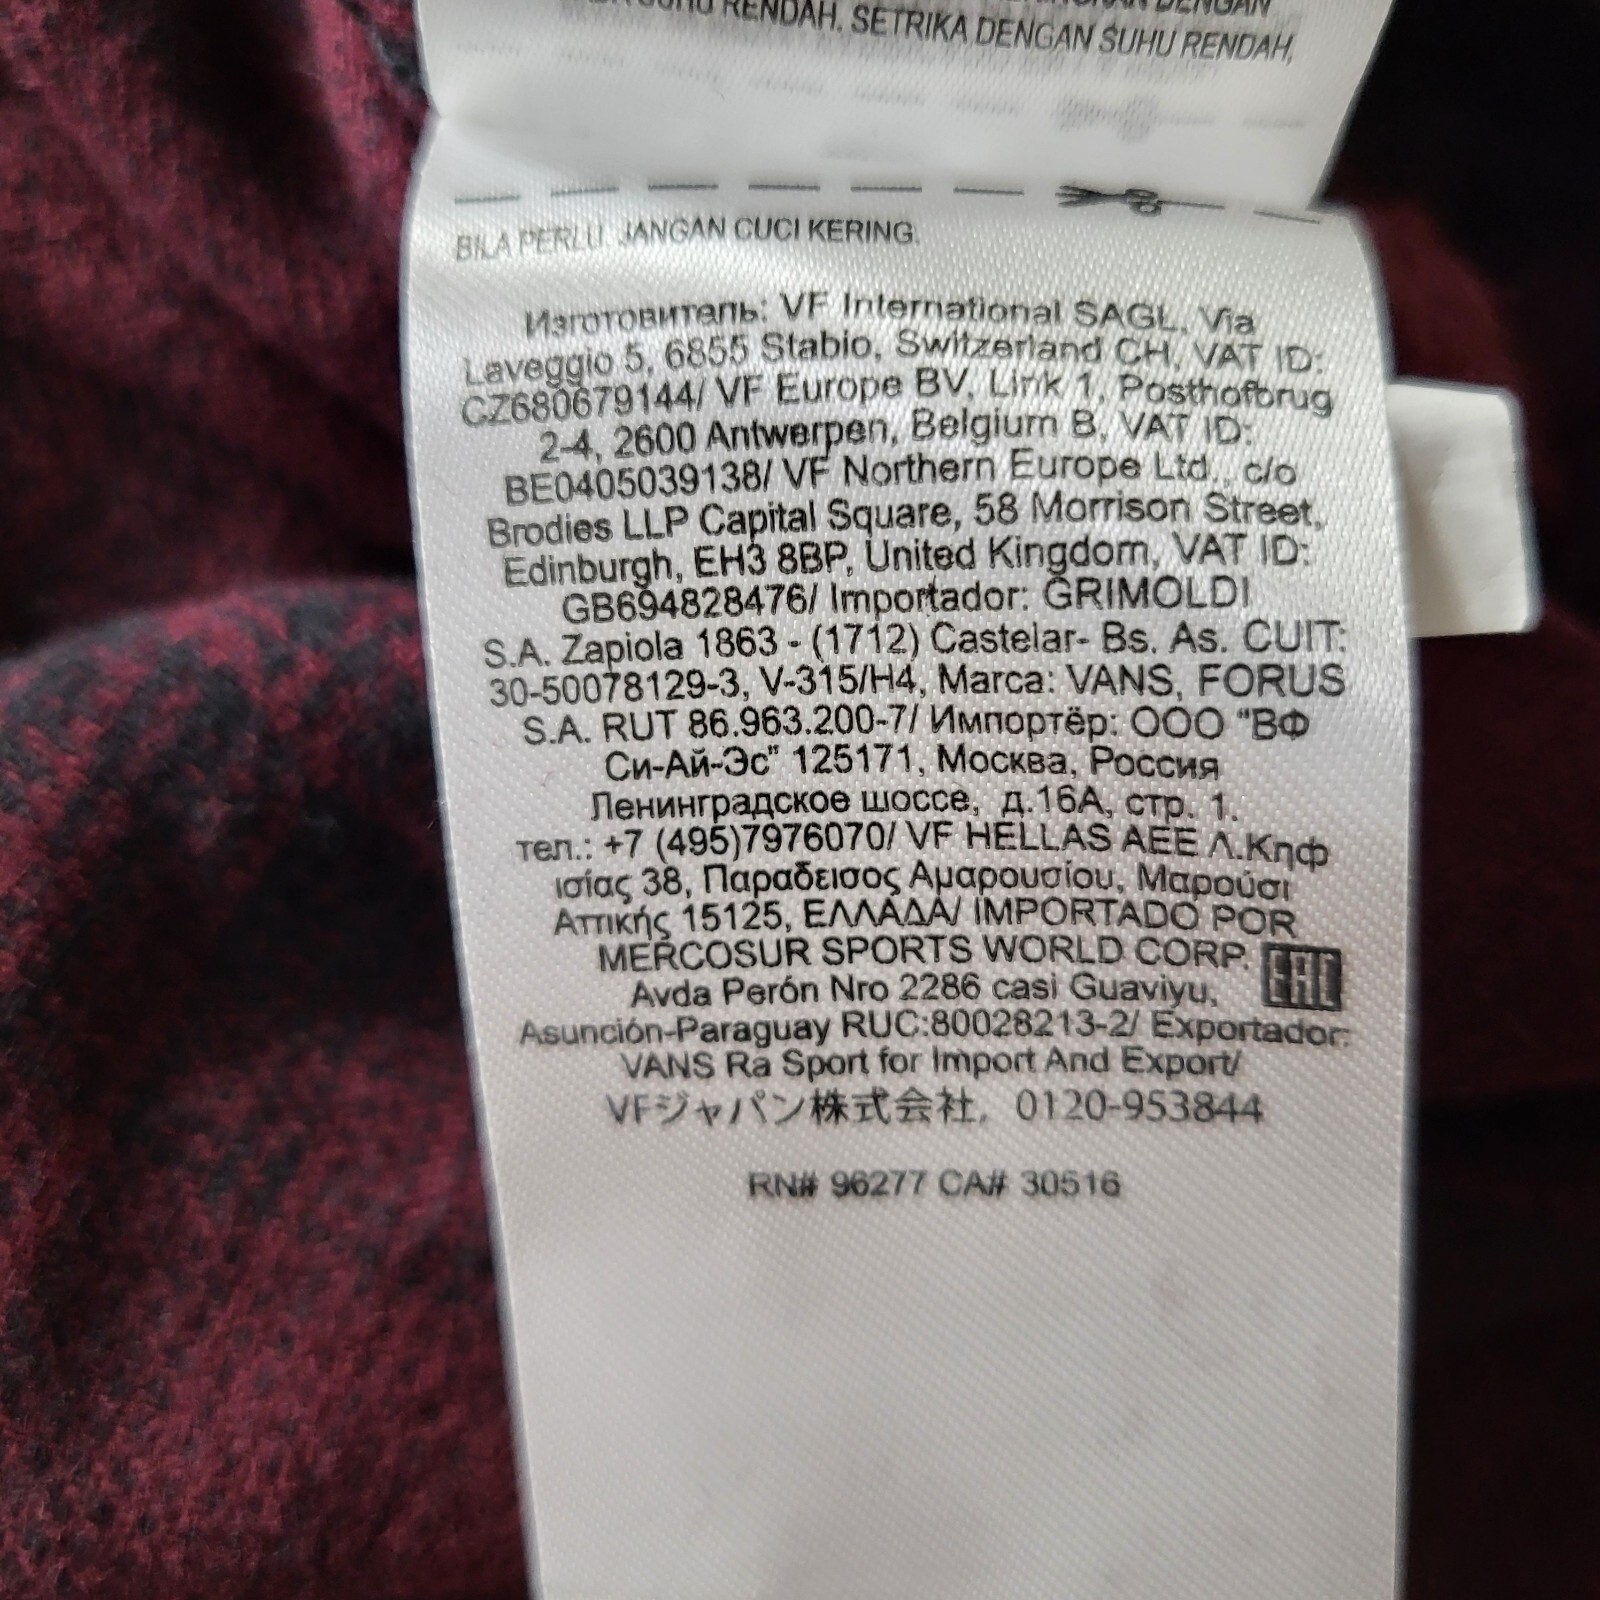 SUHU RENDAH. SETRIKA DENGAN SUHU RENDAH,
BILA PERLU. JANGAN CUCI KERING.
Изготовитель: VF International SAGL, Via
Laveggio 5, 6855 Stabio, Switzerland CH, VAT ID:
CZ680679144/ VF Europe BV, Link 1, Posthofbrug
2-4, 2600 Antwerpen, Belgium B, VAT ID:
BE0405039138/ VF Northern Europe Ltd., c/o
Brodies LLP Capital Square, 58 Morrison Street,
Edinburgh, EH3 8BP, United Kingdom, VAT ID:
GB694828476/ Importador: GRIMOLDI
S.A. Zapiola 1863 - (1712) Castelar- Bs. As. CUIT:
30-50078129-3, V-315/H4, Marca: VANS, FORUS
S.A. RUT 86.963.200-7/ Импортёр: ООО "ВФ
Си-Ай-Эс" 125171, Москва, Россия
Ленинградское шоссе, д.16А, стр. 1.
тел.: +7 (495)7976070/ VF HELLAS AEE Λ.Κηφ
ισίας 38, Παραδεισος Αμαρουσίου, Μαρούσι
Αττικής 15125, ΕΛΛΑΔΑ/ IMPORTADO POR
MERCOSUR SPORTS WORLD CORP.
Avda Perón Nro 2286 casi Guaviyu, EAC
Asunción-Paraguay RUC:80028213-2/ Exportador:
VANS Ra Sport for Import And Export/
VFジャパン株式会社, 0120-953844
RN# 96277 CA# 30516